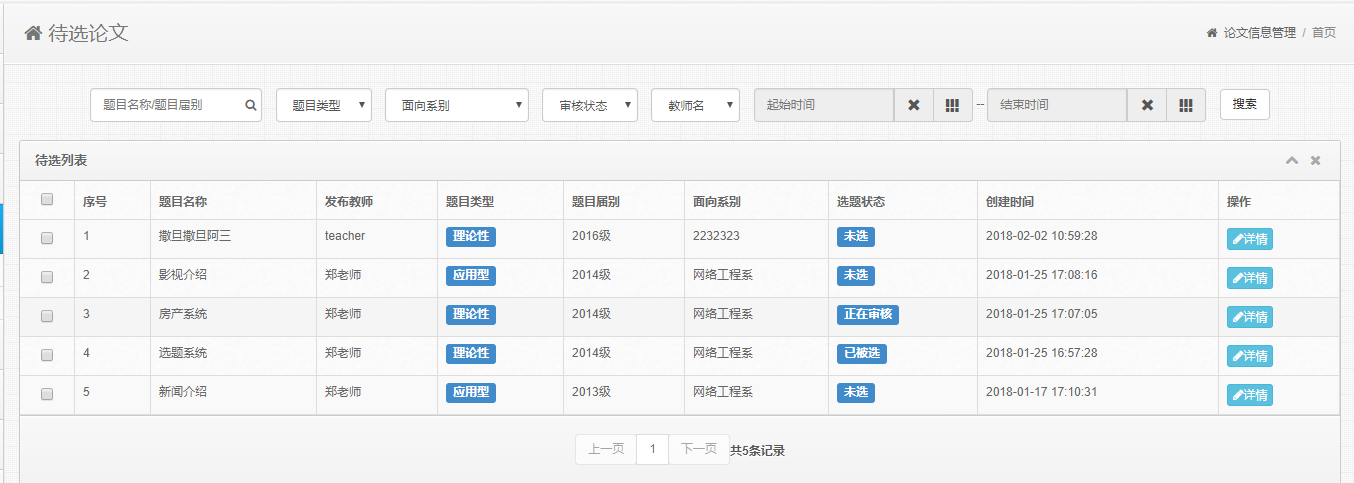 待选论文
论文信息管理 / 首页
题目名称/题目届别 题目类型 面向系别 审核状态 教师名 起始时间 -- 结束时间 搜索
待选列表
序号 题目名称 发布教师 题目类型 题目届别 面向系别 选题状态 创建时间 操作
1 撒旦撒旦阿三 teacher 理论性 2016级 2232323 未选 2018-02-02 10:59:28 详情
2 影视介绍 郑老师 应用型 2014级 网络工程系 未选 2018-01-25 17:08:16 详情
3 房产系统 郑老师 理论性 2014级 网络工程系 正在审核 2018-01-25 17:07:05 详情
4 选题系统 郑老师 理论性 2014级 网络工程系 已被选 2018-01-25 16:57:28 详情
5 新闻介绍 郑老师 应用型 2013级 网络工程系 未选 2018-01-17 17:10:31 详情
上一页 1 下一页 共5条记录